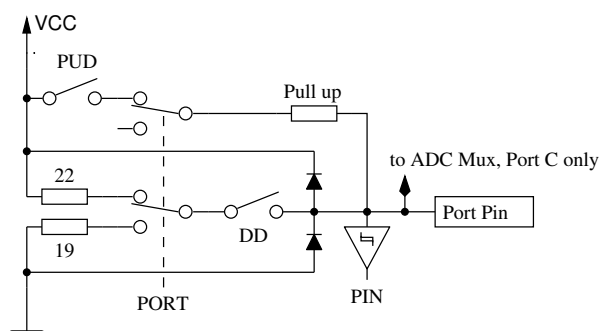 VCC
PUD
Pull up
to ADC Mux, Port C only
22
Port Pin
19
DD
PIN
PORT